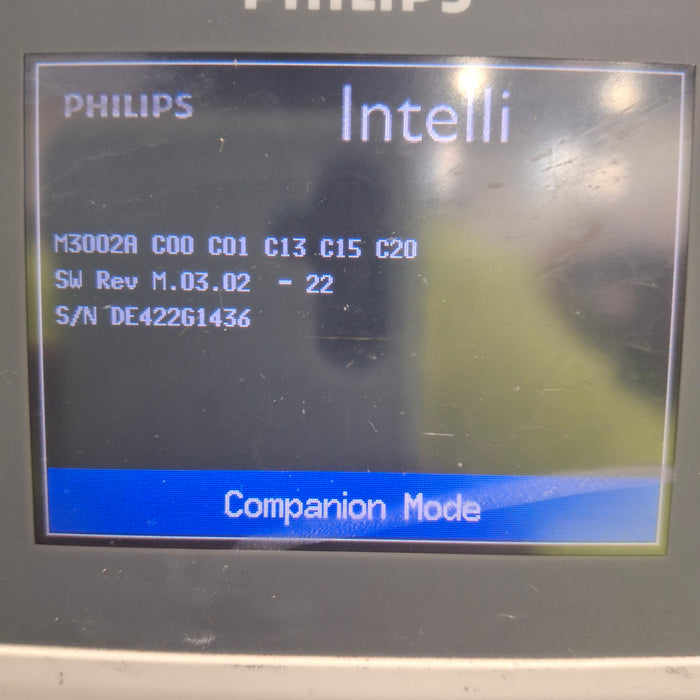 PHILIPS
PHILIPS Intelli
M3002A C00 C01 C13 C15 C20
SW Rev M.03.02 - 22
S/N DE422G1436
Companion Mode